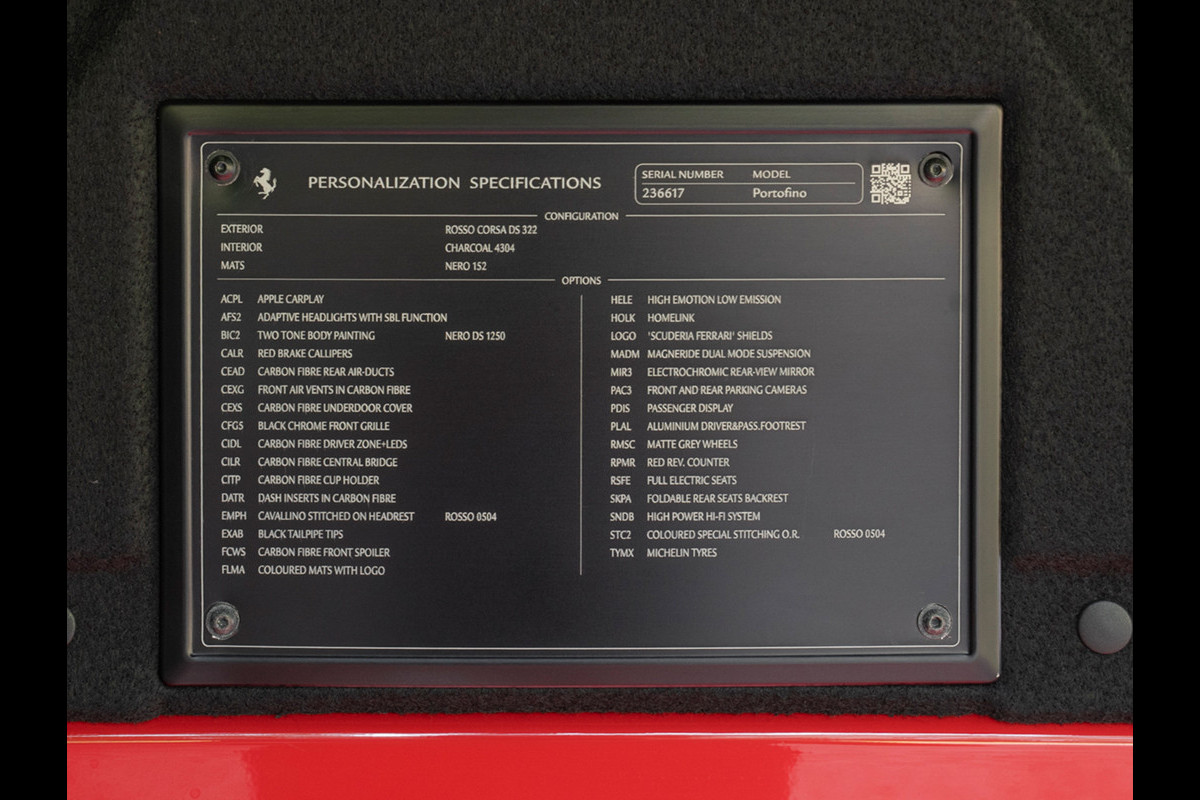 PERSONALIZATION SPECIFICATIONS
SERIAL NUMBER MODEL
236617 Portofino
CONFIGURATION
EXTERIOR ROSSO CORSA DS 322
INTERIOR CHARCOAL 4304
MATS NERO 152
OPTIONS
ACPL APPLE CARPLAY
AFS2 ADAPTIVE HEADLIGHTS WITH SBL FUNCTION
BIC2 TWO TONE BODY PAINTING NERO DS 1250
CALR RED BRAKE CALLIPERS
CEAD CARBON FIBRE REAR AIR-DUCTS
CEXG FRONT AIR VENTS IN CARBON FIBRE
CEXS CARBON FIBRE UNDERDOOR COVER
CFG5 BLACK CHROME FRONT GRILLE
CIDL CARBON FIBRE DRIVER ZONE+LEDS
CILR CARBON FIBRE CENTRAL BRIDGE
CITP CARBON FIBRE CUP HOLDER
DATR DASH INSERTS IN CARBON FIBRE
EMPH CAVALLINO STITCHED ON HEADREST ROSSO 0504
EXAB BLACK TAILPIPE TIPS
FCWS CARBON FIBRE FRONT SPOILER
FLMA COLOURED MATS WITH LOGO
HELE HIGH EMOTION LOW EMISSION
HOLK HOMELINK
LOGO 'SCUDERIA FERRARI' SHIELDS
MADM MAGNERIDE DUAL MODE SUSPENSION
MIR3 ELECTROCHROMIC REAR-VIEW MIRROR
PAC3 FRONT AND REAR PARKING CAMERAS
PDIS PASSENGER DISPLAY
PLAL ALUMINIUM DRIVER&PASS.FOOTREST
RMSC MATTE GREY WHEELS
RPMR RED REV. COUNTER
RSFE FULL ELECTRIC SEATS
SKPA FOLDABLE REAR SEATS BACKREST
SNDB HIGH POWER HI-FI SYSTEM
STC2 COLOURED SPECIAL STITCHING O.R. ROSSO 0504
TYMX MICHELIN TYRES